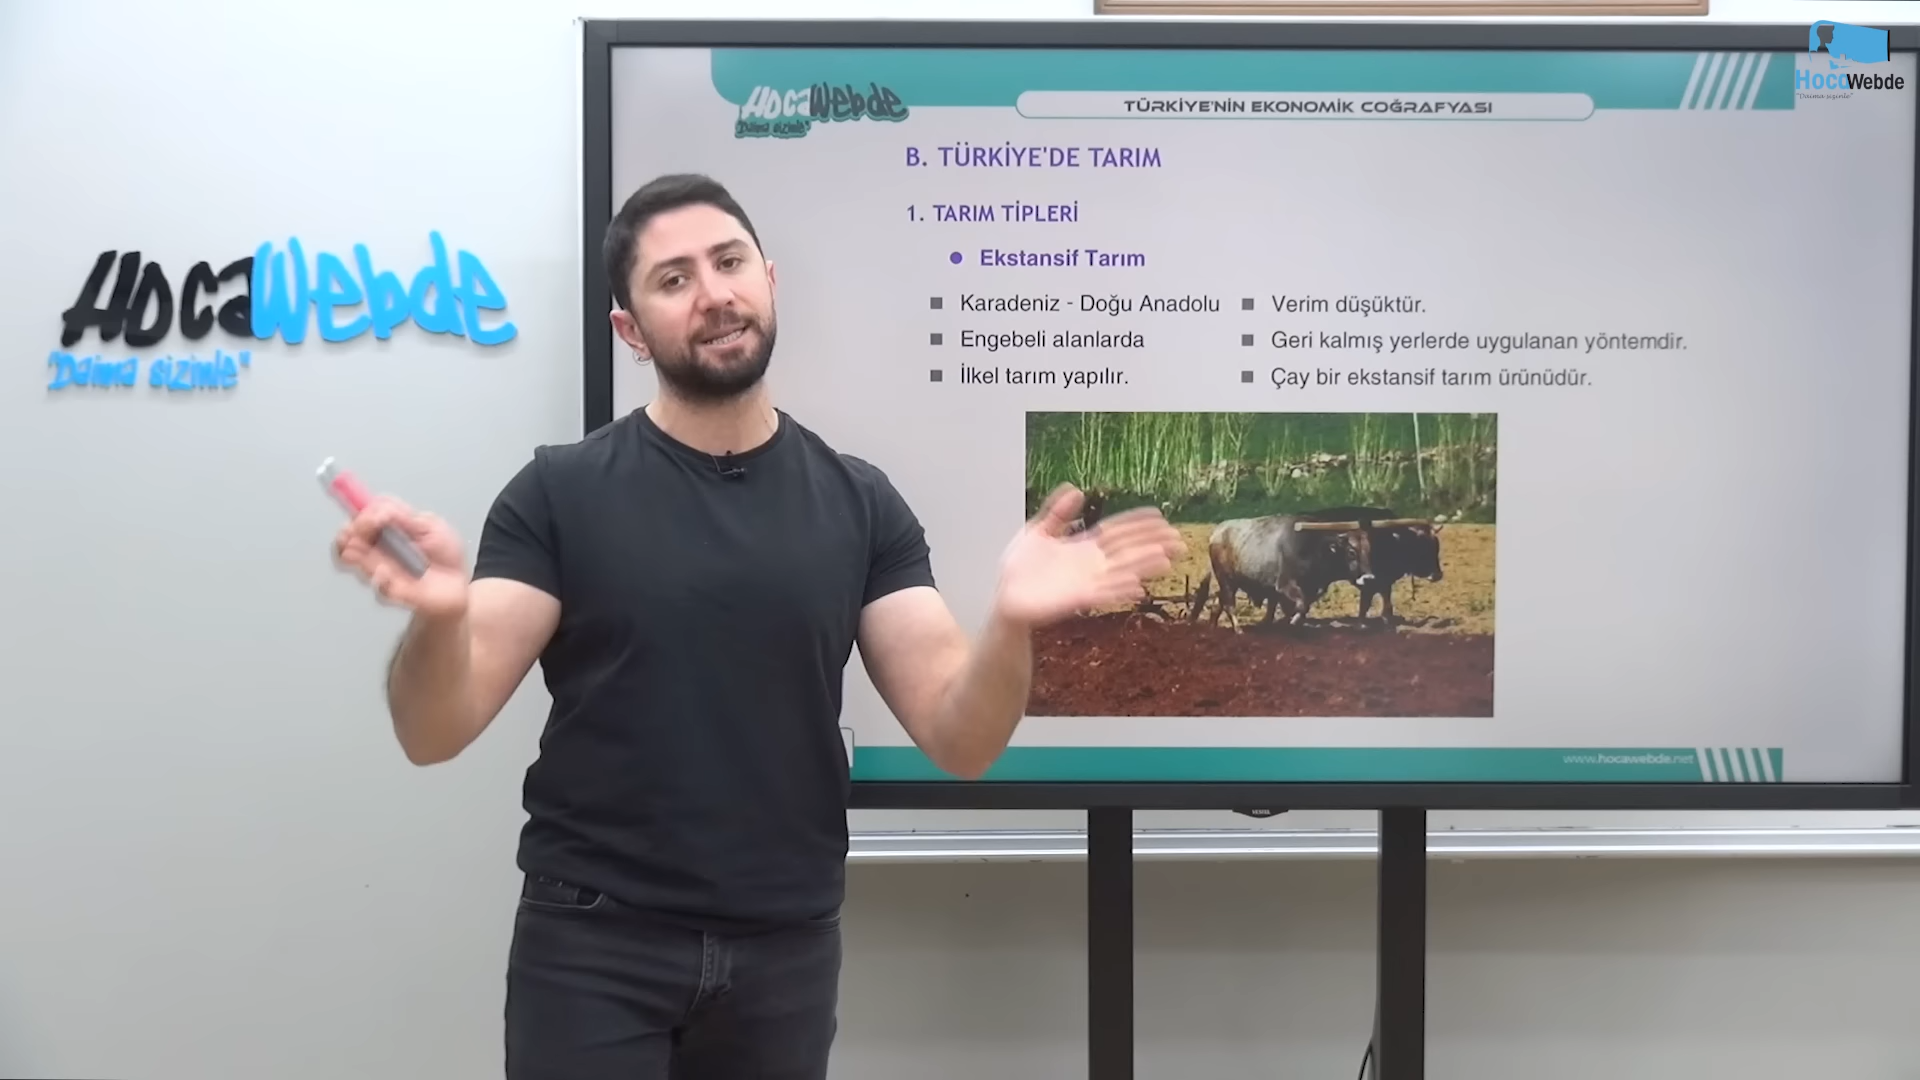 HocaWebde
"Daima sizinle"
HocaWebde
"Daima sizinle"
TÜRKİYE'NİN EKONOMİK COĞRAFYASI
HocaWebde
"Daima sizinle"
B. TÜRKİYE'DE TARIM
1. TARIM TİPLERİ
● Ekstansif Tarım
■ Karadeniz - Doğu Anadolu
■ Engebeli alanlarda
■ İlkel tarım yapılır.
■ Verim düşüktür.
■ Geri kalmış yerlerde uygulanan yöntemdir.
■ Çay bir ekstansif tarım ürünüdür.
www.hocawebde.net